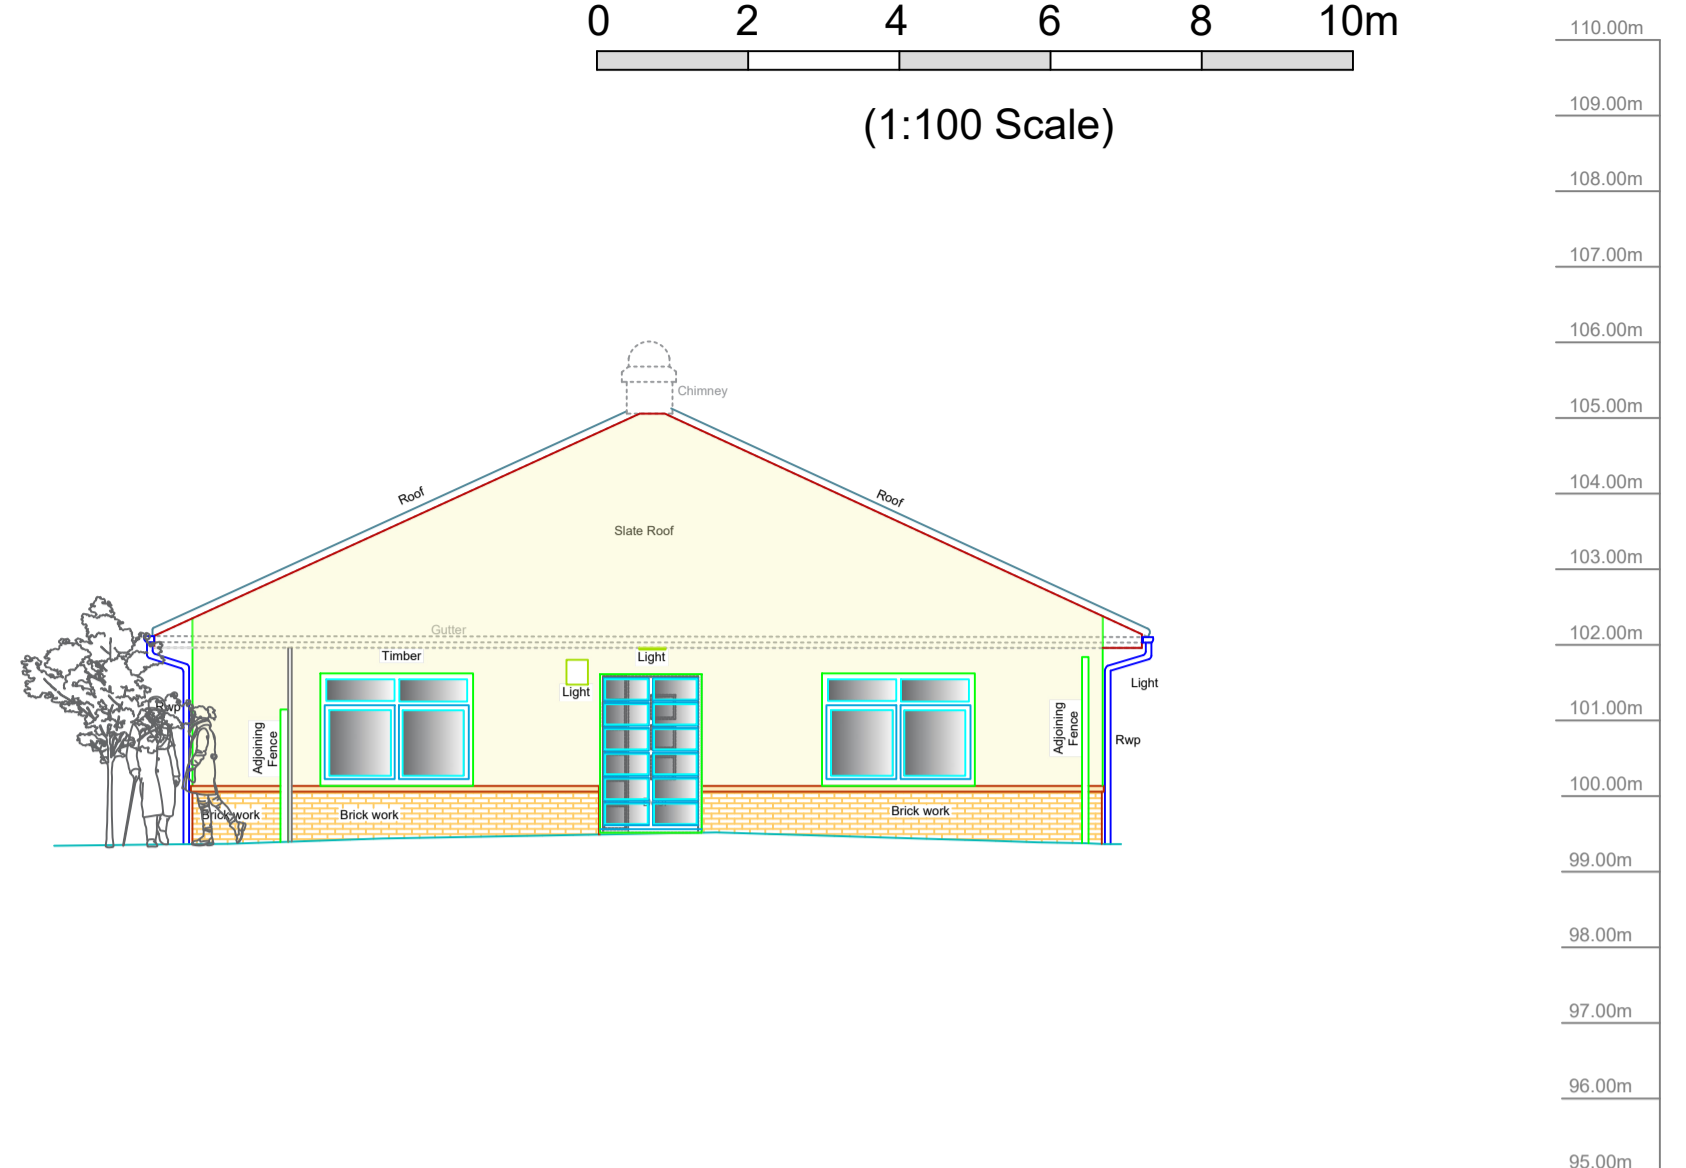 0 2 4 6 8 10m
(1:100 Scale)
110.00m
109.00m
108.00m
107.00m
106.00m
105.00m
104.00m
103.00m
102.00m
101.00m
100.00m
99.00m
98.00m
97.00m
96.00m
95.00m
Chimney
Roof
Roof
Slate Roof
Gutter
Timber
Light
Light
Light
Rwp
Adjoining
Fence
Adjoining
Fence
Rwp
Brick work
Brick work
Brick work